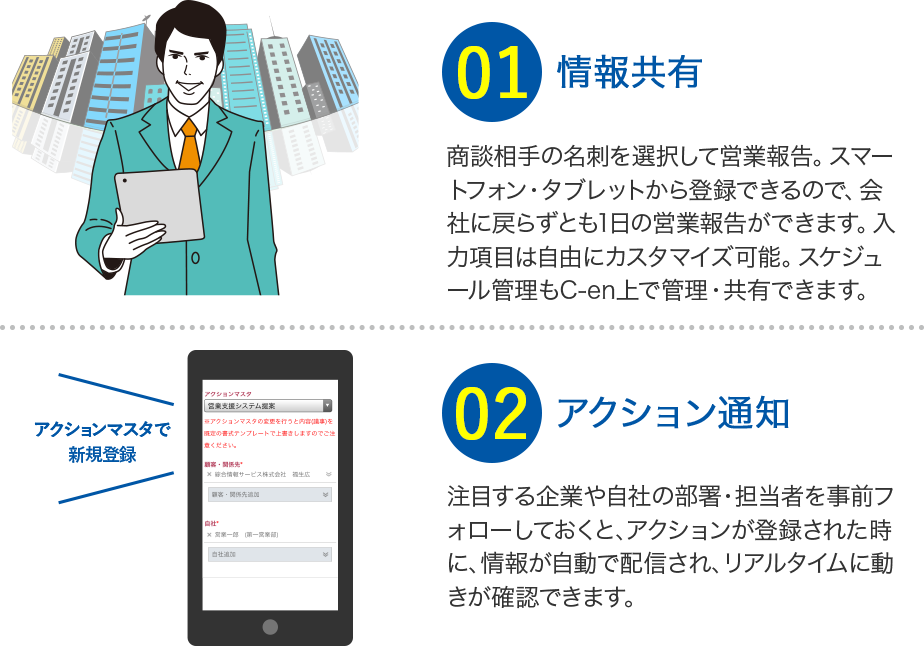 01 情報共有
商談相手の名刺を選択して営業報告。スマー
トフォン・タブレットから登録できるので、会
社に戻らずとも1日の営業報告ができます。入
力項目は自由にカスタマイズ可能。スケジュ
ール管理もC-en上で管理・共有できます。
アクションマスタで
新規登録
アクションマスタ
営業支援システム提案
※アクションマスタの変更を行うと内容(議事)を
既定の書式テンプレートで上書きしますのでご注
意ください。
顧客・関係先*
× 綜合情報サービス株式会社 蔵生広
顧客・関係先追加
自社*
× 営業一郎 (第一営業部)
自社追加
02 アクション通知
注目する企業や自社の部署・担当者を事前フ
ォローしておくと、アクションが登録された時
に、情報が自動で配信され、リアルタイムに動
きが確認できます。